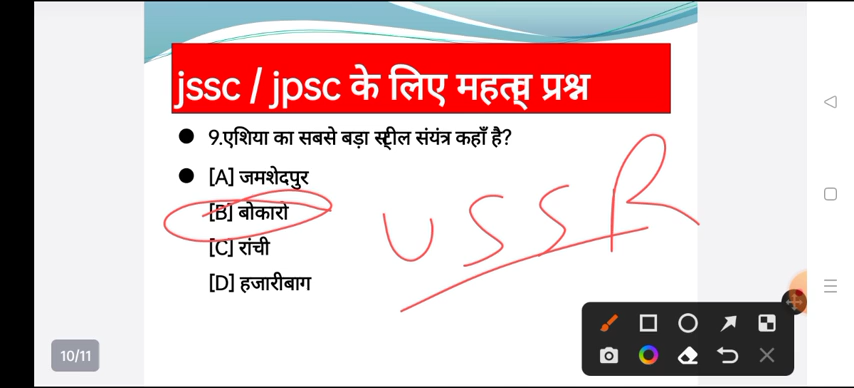 jssc / jpsc के लिए महत्व प्रश्न
9.एशिया का सबसे बड़ा स्टील संयंत्र कहाँ है?
[A] जमशेदपुर
[B] बोकारो
[C] रांची
[D] हजारीबाग
USSR
10/11